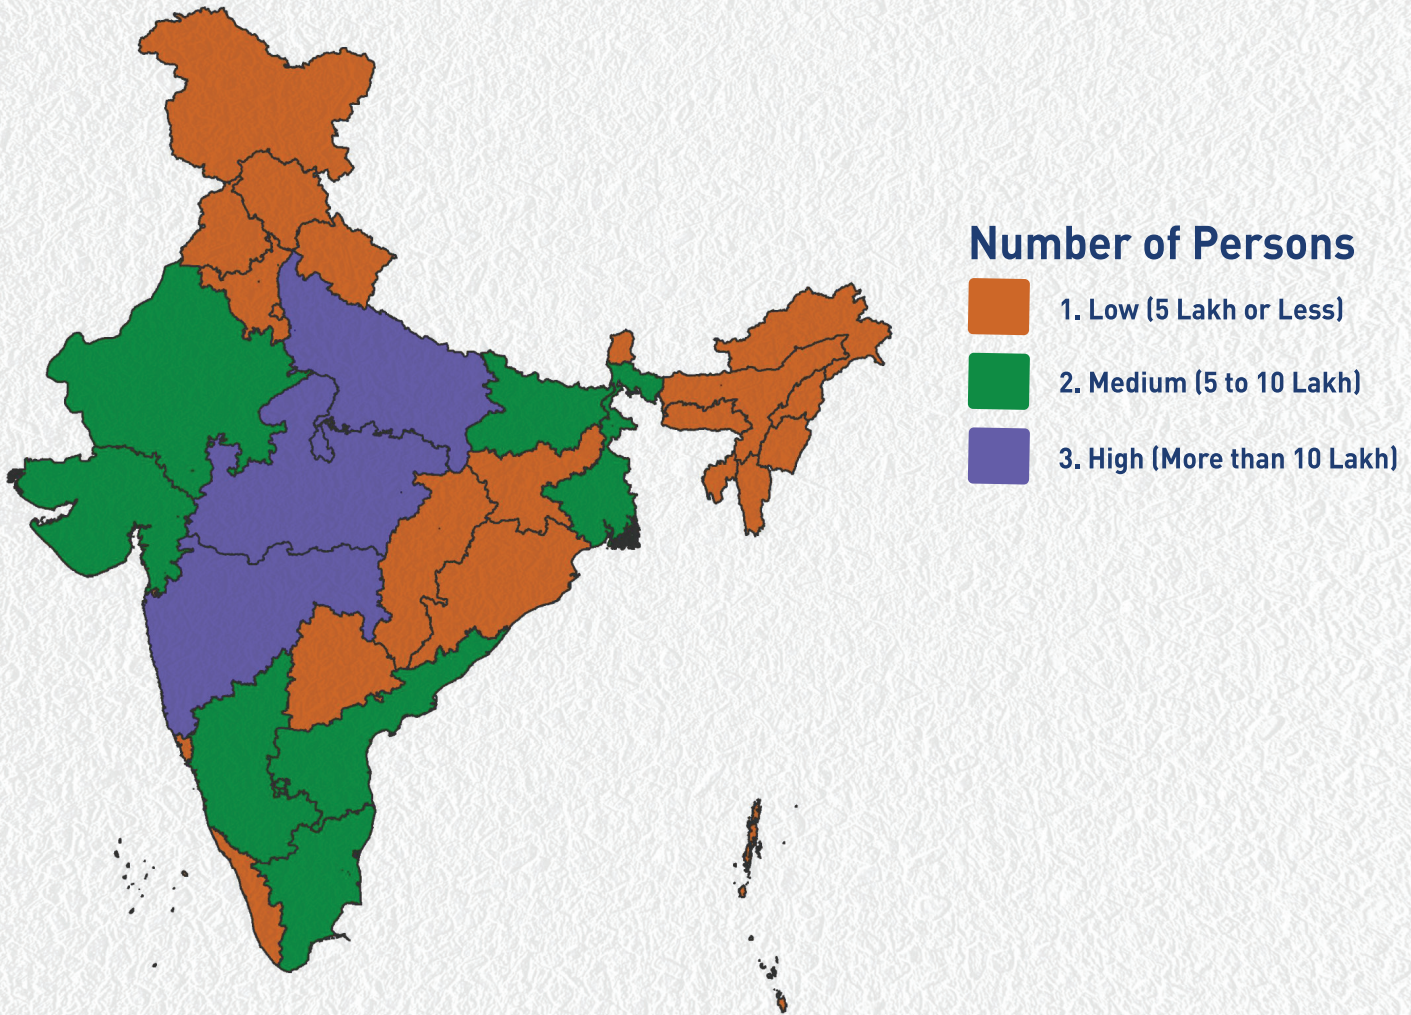 Number of Persons
1. Low (5 Lakh or Less)
2. Medium (5 to 10 Lakh)
3. High (More than 10 Lakh)